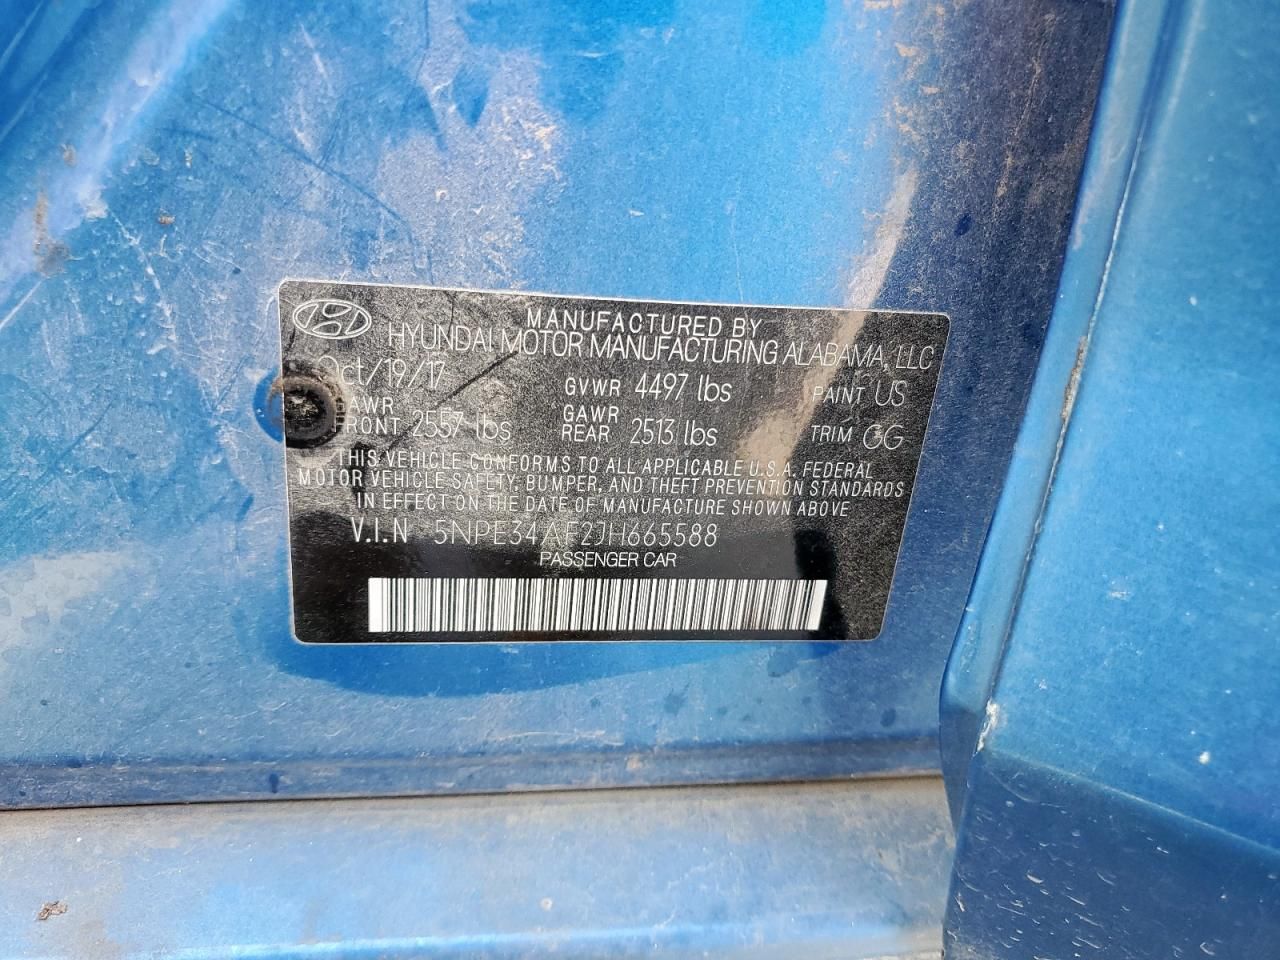 MANUFACTURED BY
HYUNDAI MOTOR MANUFACTURING ALABAMA, LLC
Oct/19/17 GVWR 4497 lbs PAINT US
GAWR FRONT 2557 lbs GAWR REAR 2513 lbs TRIM GG
THIS VEHICLE CONFORMS TO ALL APPLICABLE U.S.A. FEDERAL
MOTOR VEHICLE SAFETY, BUMPER, AND THEFT PREVENTION STANDARDS
IN EFFECT ON THE DATE OF MANUFACTURE SHOWN ABOVE
V.I.N 5NPE34AF2JH665588
PASSENGER CAR